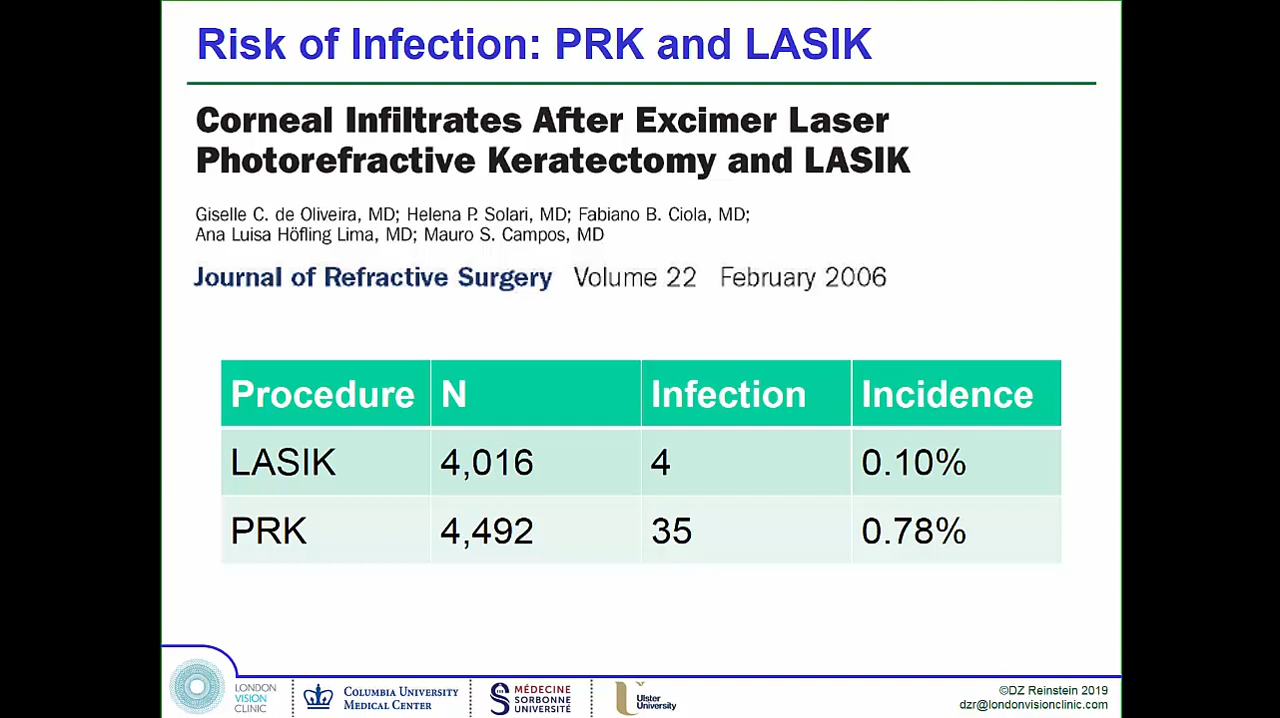 Risk of Infection: PRK and LASIK
Corneal Infiltrates After Excimer Laser
Photorefractive Keratectomy and LASIK
Giselle C. de Oliveira, MD; Helena P. Solari, MD; Fabiano B. Ciola, MD;
Ana Luisa Höfling Lima, MD; Mauro S. Campos, MD
Journal of Refractive Surgery Volume 22 February 2006
Procedure N Infection Incidence
LASIK 4,016 4 0.10%
PRK 4,492 35 0.78%
LONDON
VISION
CLINIC
COLUMBIA UNIVERSITY
MEDICAL CENTER
MÉDECINE
SORBONNE
UNIVERSITÉ
Ulster
University
©DZ Reinstein 2019
dzr@londonvisionclinic.com